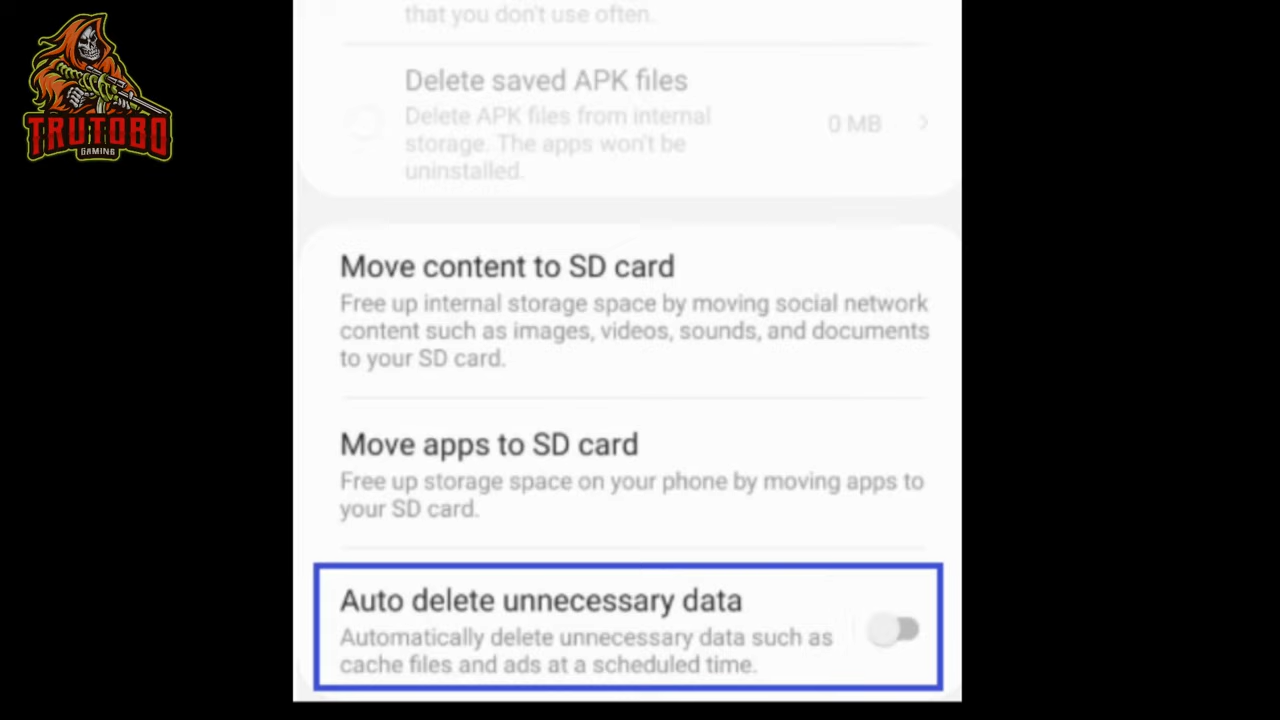 TRUTOBO
GAMING
that you don't use often.
Delete saved APK files
Delete APK files from internal
storage. The apps won't be
uninstalled.
0 MB
Move content to SD card
Free up internal storage space by moving social network
content such as images, videos, sounds, and documents
to your SD card.
Move apps to SD card
Free up storage space on your phone by moving apps to
your SD card.
Auto delete unnecessary data
Automatically delete unnecessary data such as
cache files and ads at a scheduled time.